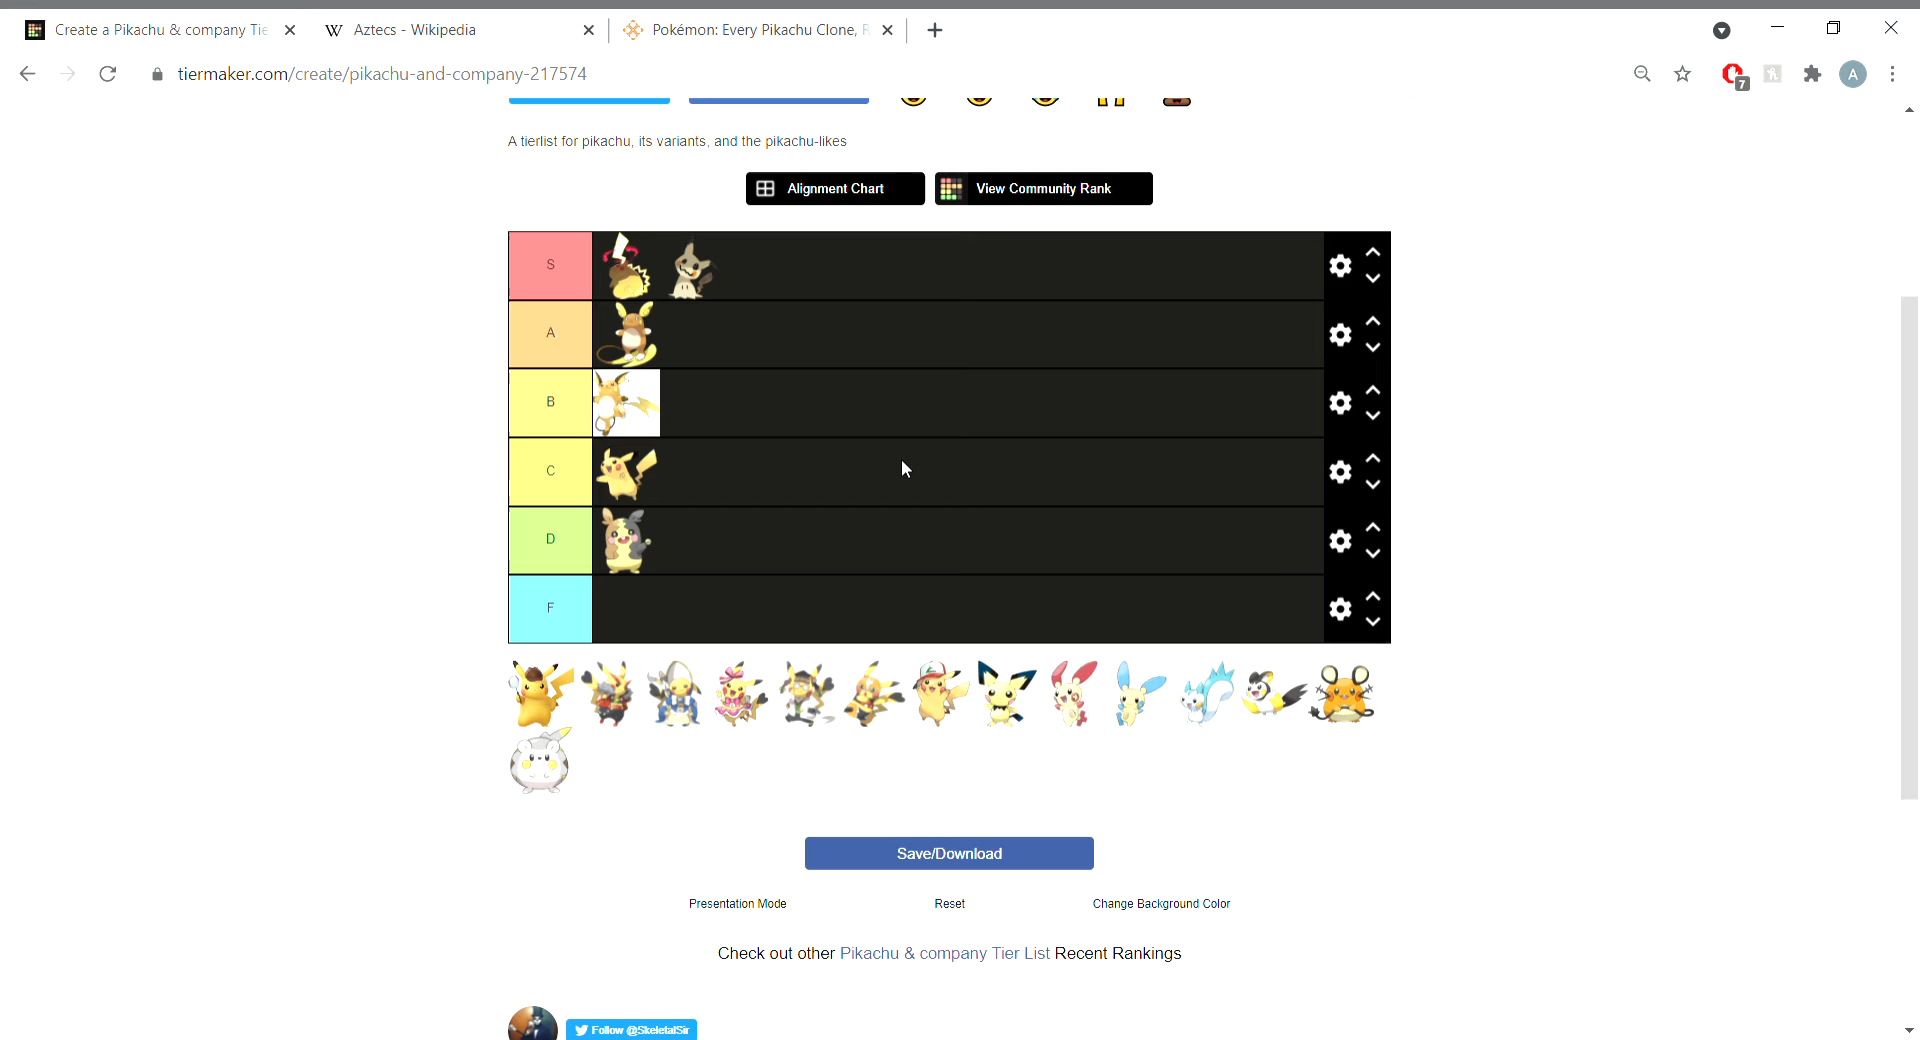 Create a Pikachu & company Tie
Aztecs - Wikipedia
Pokémon: Every Pikachu Clone,
tiermaker.com/create/pikachu-and-company-217574
7
A
A tierlist for pikachu, its variants, and the pikachu-likes
Alignment Chart
View Community Rank
S
A
B
C
D
F
Save/Download
Presentation Mode
Reset
Change Background Color
Check out other Pikachu & company Tier List Recent Rankings
Follow @SkeletalSir